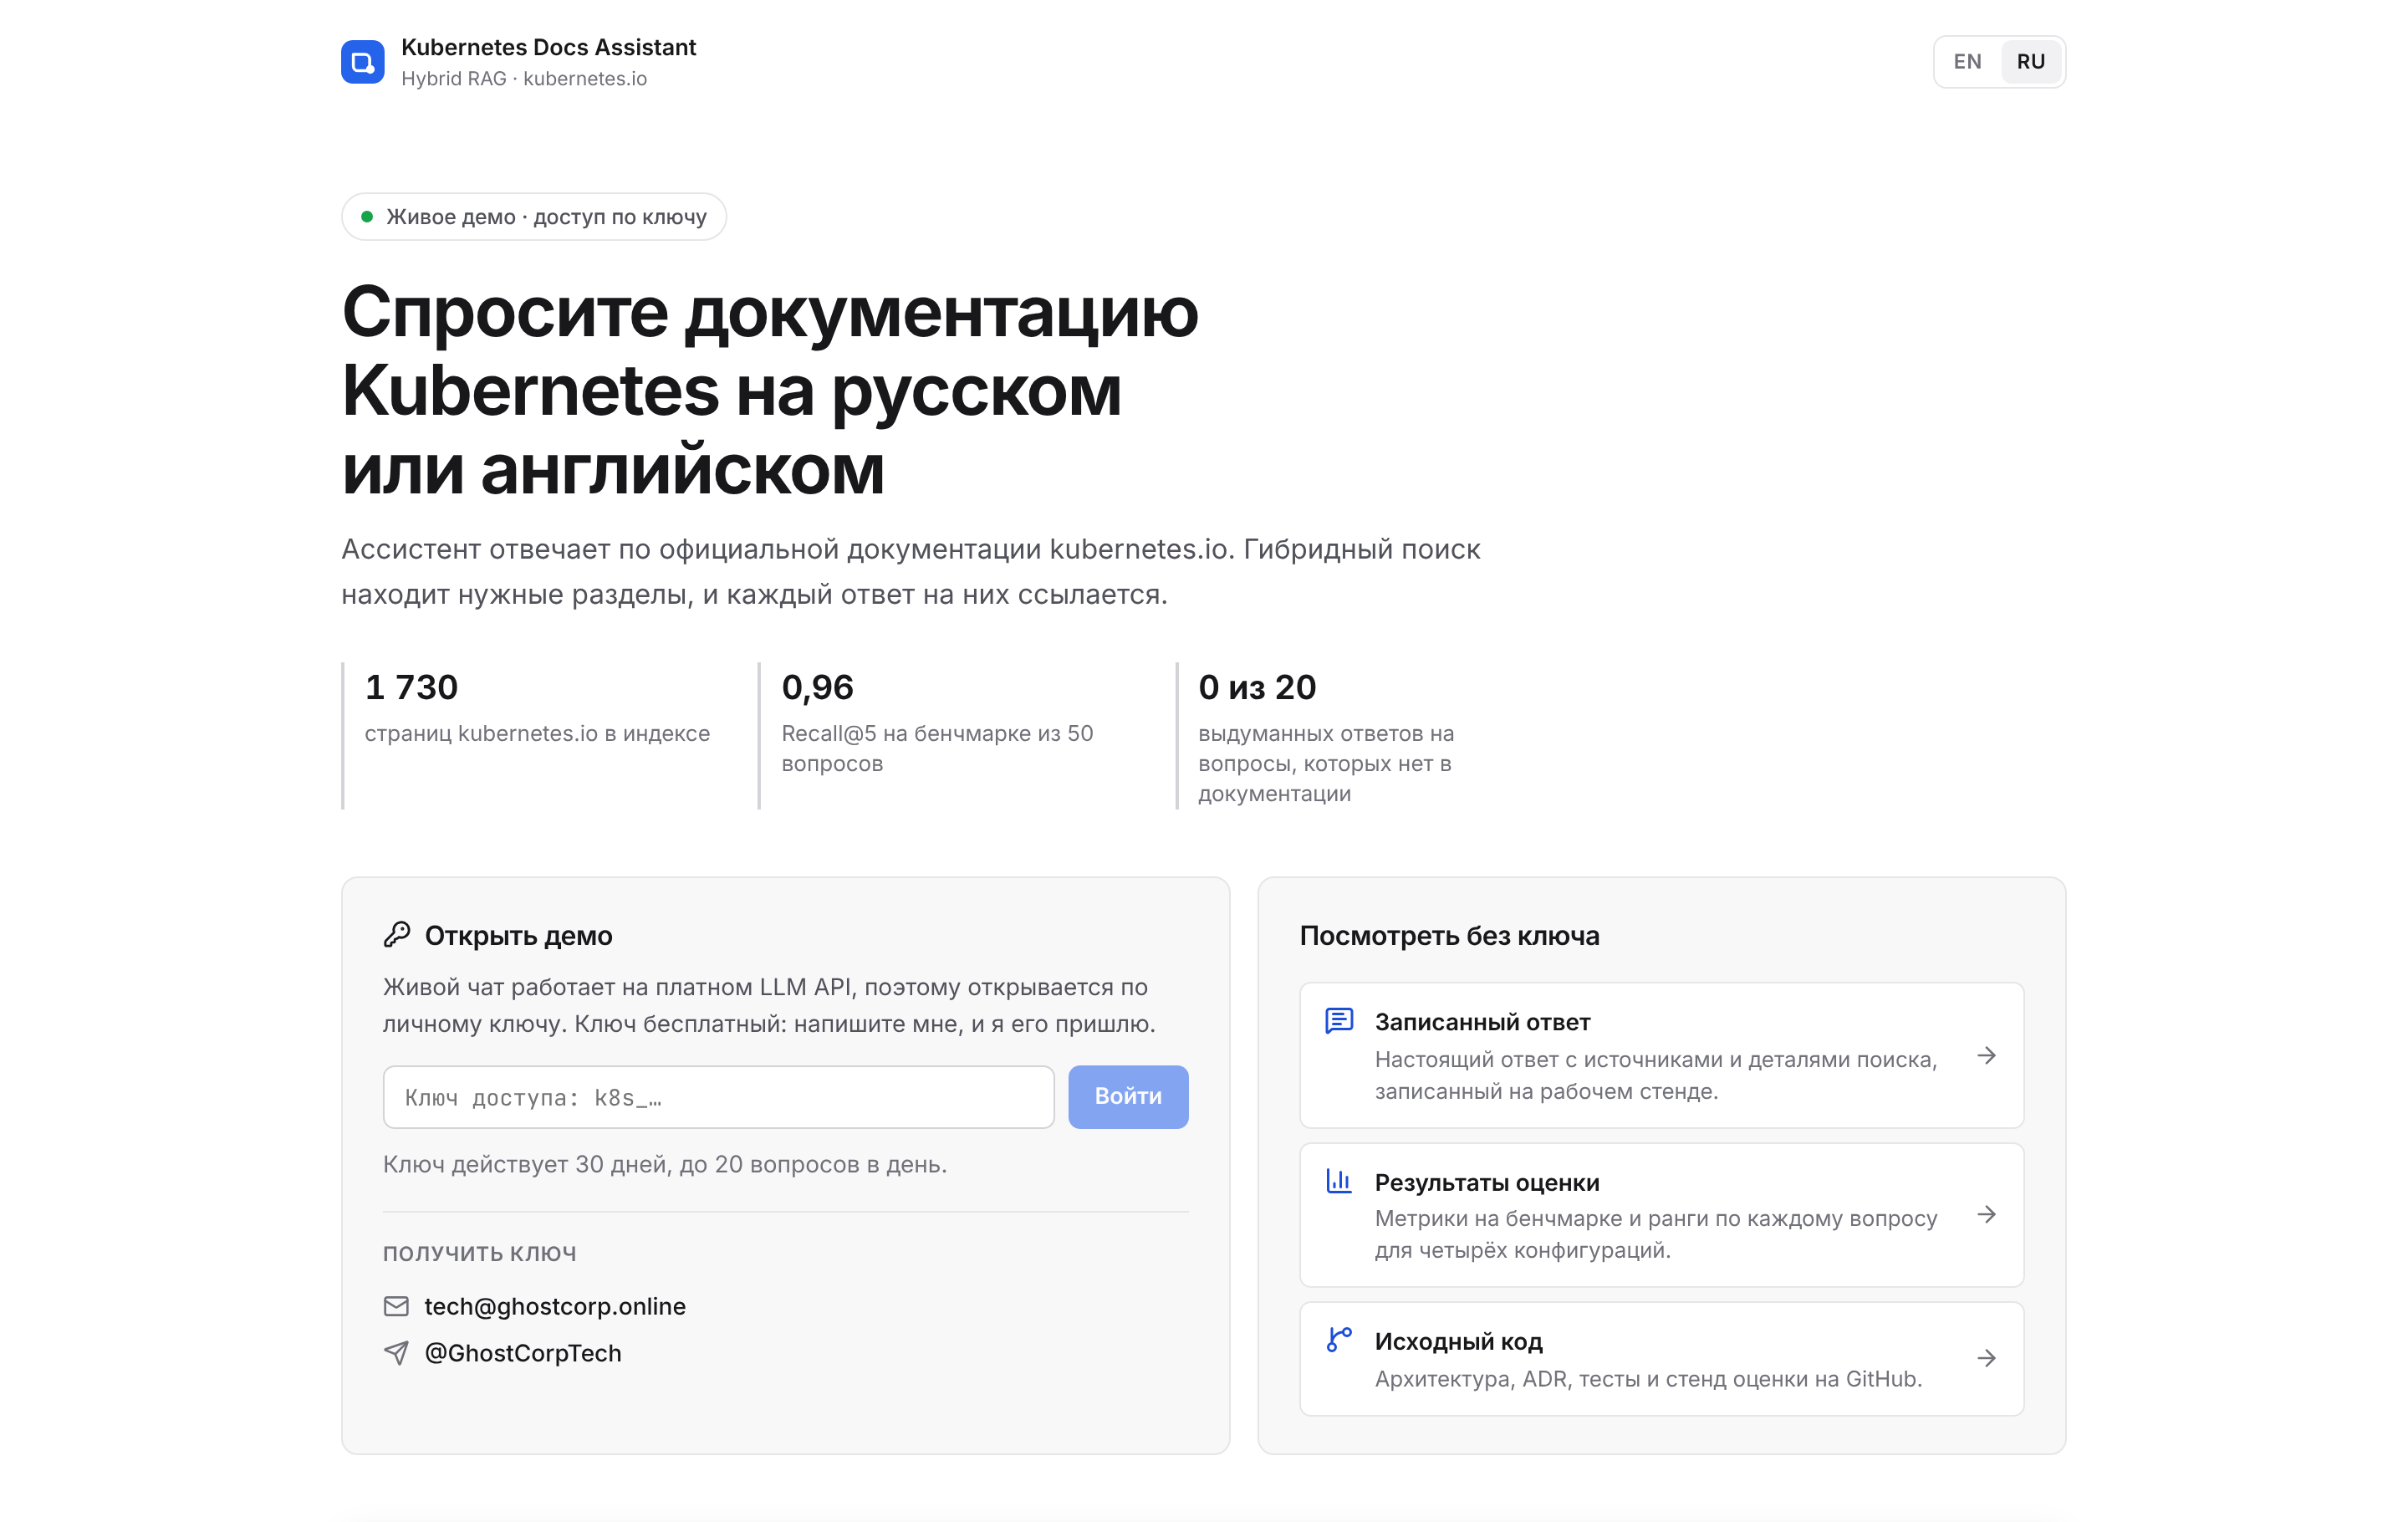 Kubernetes Docs Assistant
Hybrid RAG · kubernetes.io
EN
RU
Живое демо · доступ по ключу
Спросите документацию
Kubernetes на русском
или английском
Ассистент отвечает по официальной документации kubernetes.io. Гибридный поиск
находит нужные разделы, и каждый ответ на них ссылается.
1 730
страниц kubernetes.io в индексе
0,96
Recall@5 на бенчмарке из 50
вопросов
0 из 20
выдуманных ответов на
вопросы, которых нет в
документации
Открыть демо
Живой чат работает на платном LLM API, поэтому открывается по
личному ключу. Ключ бесплатный: напишите мне, и я его пришлю.
Ключ доступа: k8s_…
Войти
Ключ действует 30 дней, до 20 вопросов в день.
ПОЛУЧИТЬ КЛЮЧ
tech@ghostcorp.online
@GhostCorpTech
Посмотреть без ключа
Записанный ответ
Настоящий ответ с источниками и деталями поиска,
записанный на рабочем стенде.
Результаты оценки
Метрики на бенчмарке и ранги по каждому вопросу
для четырёх конфигураций.
Исходный код
Архитектура, ADR, тесты и стенд оценки на GitHub.